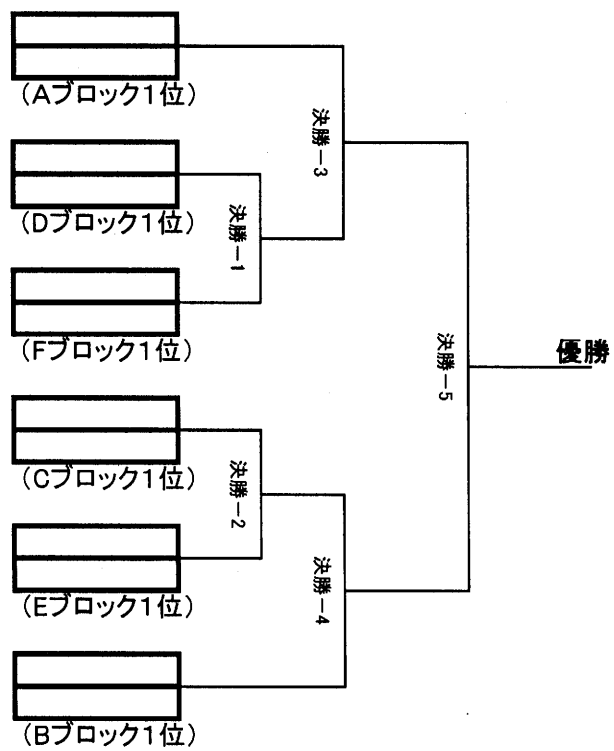 (Aブロック1位)
決勝-3
(Dブロック1位)
決勝-1
(Fブロック1位)
優勝
決勝-5
(Cブロック1位)
決勝-2
(Eブロック1位)
決勝-4
(Bブロック1位)